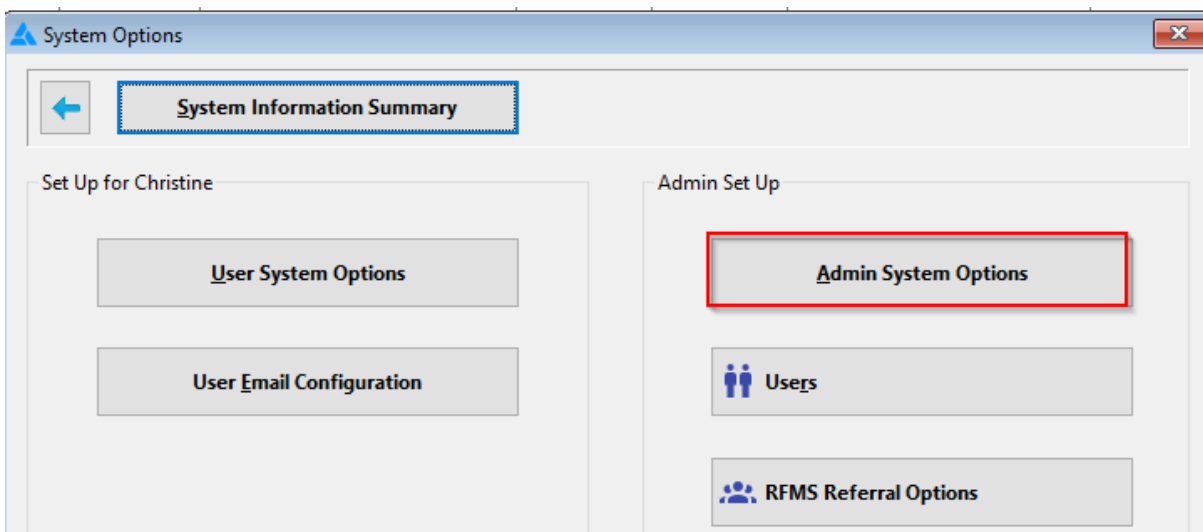 System Options
System Information Summary
Set Up for Christine
Admin Set Up
User System Options
Admin System Options
User Email Configuration
Users
RFMS Referral Options